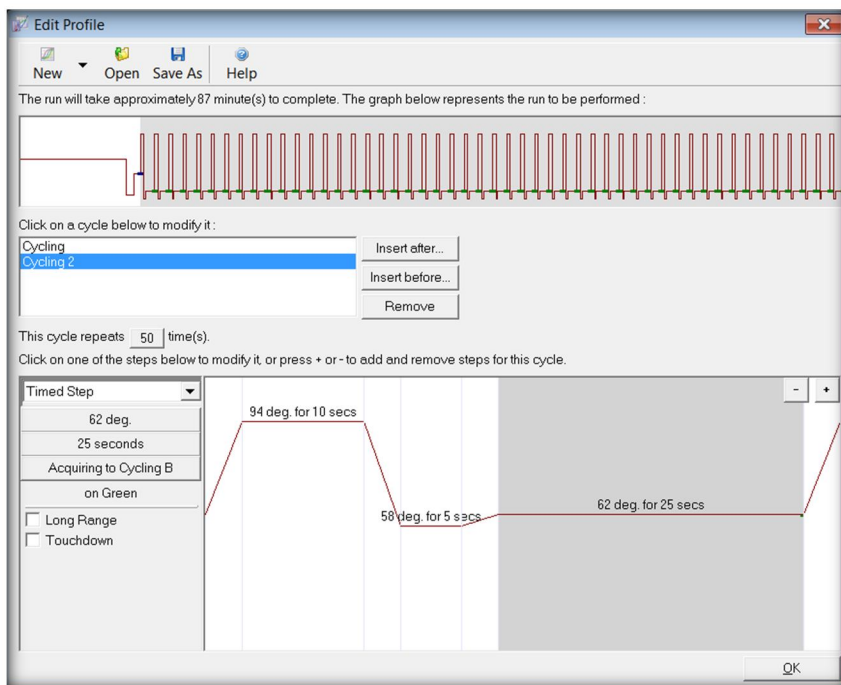 Edit Profile
New Open Save As Help
The run will take approximately 87 minute(s) to complete. The graph below represents the run to be performed :
Click on a cycle below to modify it :
Cycling
Cycling 2
Insert after...
Insert before...
Remove
This cycle repeats 50 time(s).
Click on one of the steps below to modify it, or press + or - to add and remove steps for this cycle.
Timed Step
- +
62 deg.
25 seconds
Acquiring to Cycling B
on Green
Long Range
Touchdown
94 deg. for 10 secs
58 deg. for 5 secs
62 deg. for 25 secs
OK